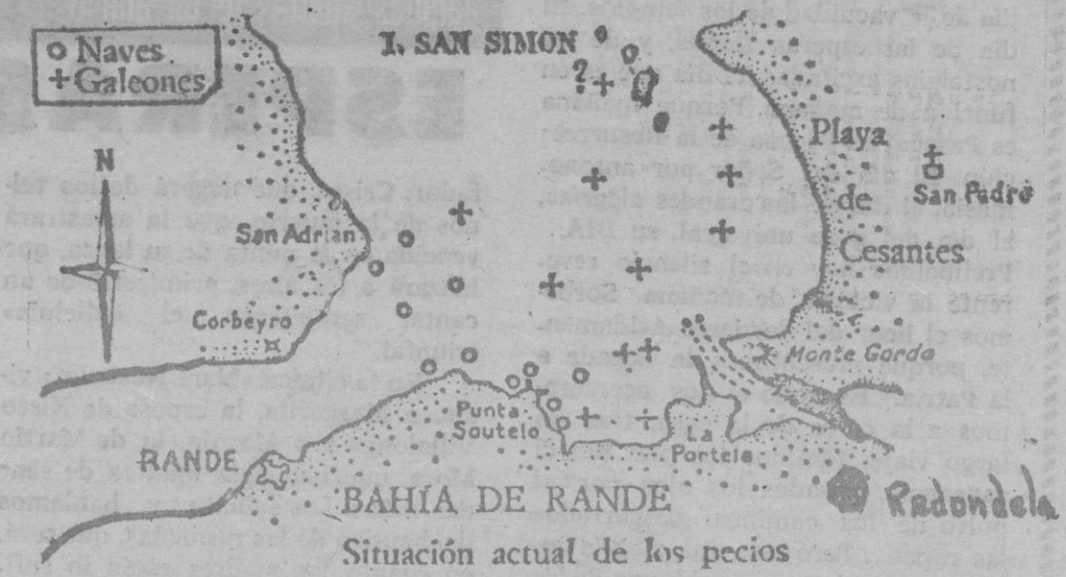 o Naves
+ Galeones
I. SAN SIMON
?
N
Playa
de
Cesantes
San Pedro
San Adrian
Corbeyro
Monte Gordo
Punta
Soutelo
La
Portela
RANDE
BAHÍA DE RANDE
Redondela
Situación actual de los pecios